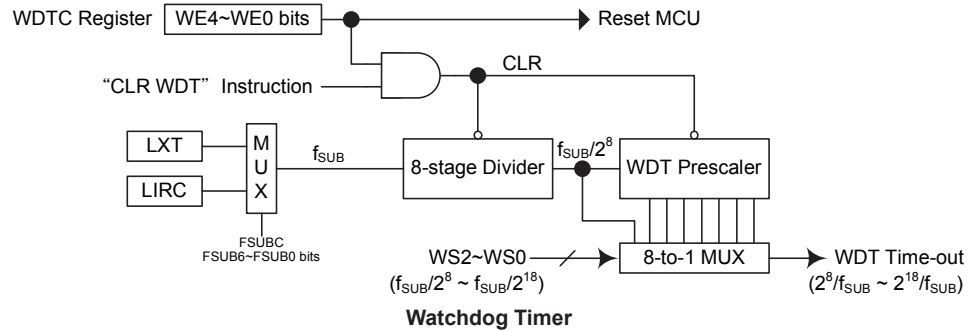 WDTC Register
WE4~WE0 bits
Reset MCU
CLR
“CLR WDT” Instruction
LXT
LIRC
M
U
X
fSUB
8-stage Divider
fSUB/2^8
WDT Prescaler
FSUBC
FSUB6~FSUB0 bits
WS2~WS0
(fSUB/2^8 ~ fSUB/2^18)
8-to-1 MUX
WDT Time-out
(2^8/fSUB ~ 2^18/fSUB)
Watchdog Timer